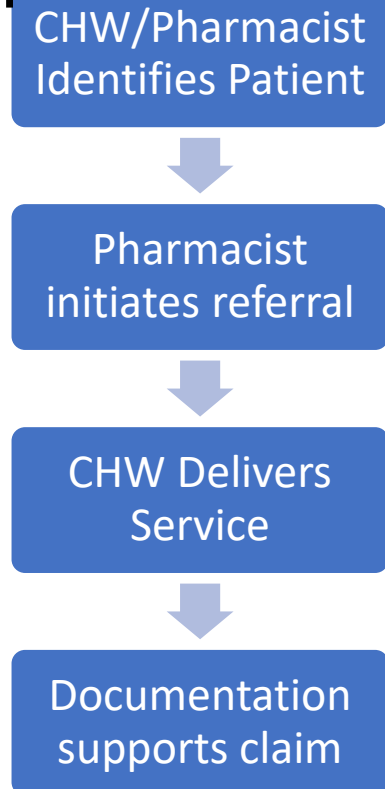 CHW/Pharmacist
Identifies Patient
Pharmacist
initiates referral
CHW Delivers
Service
Documentation
supports claim